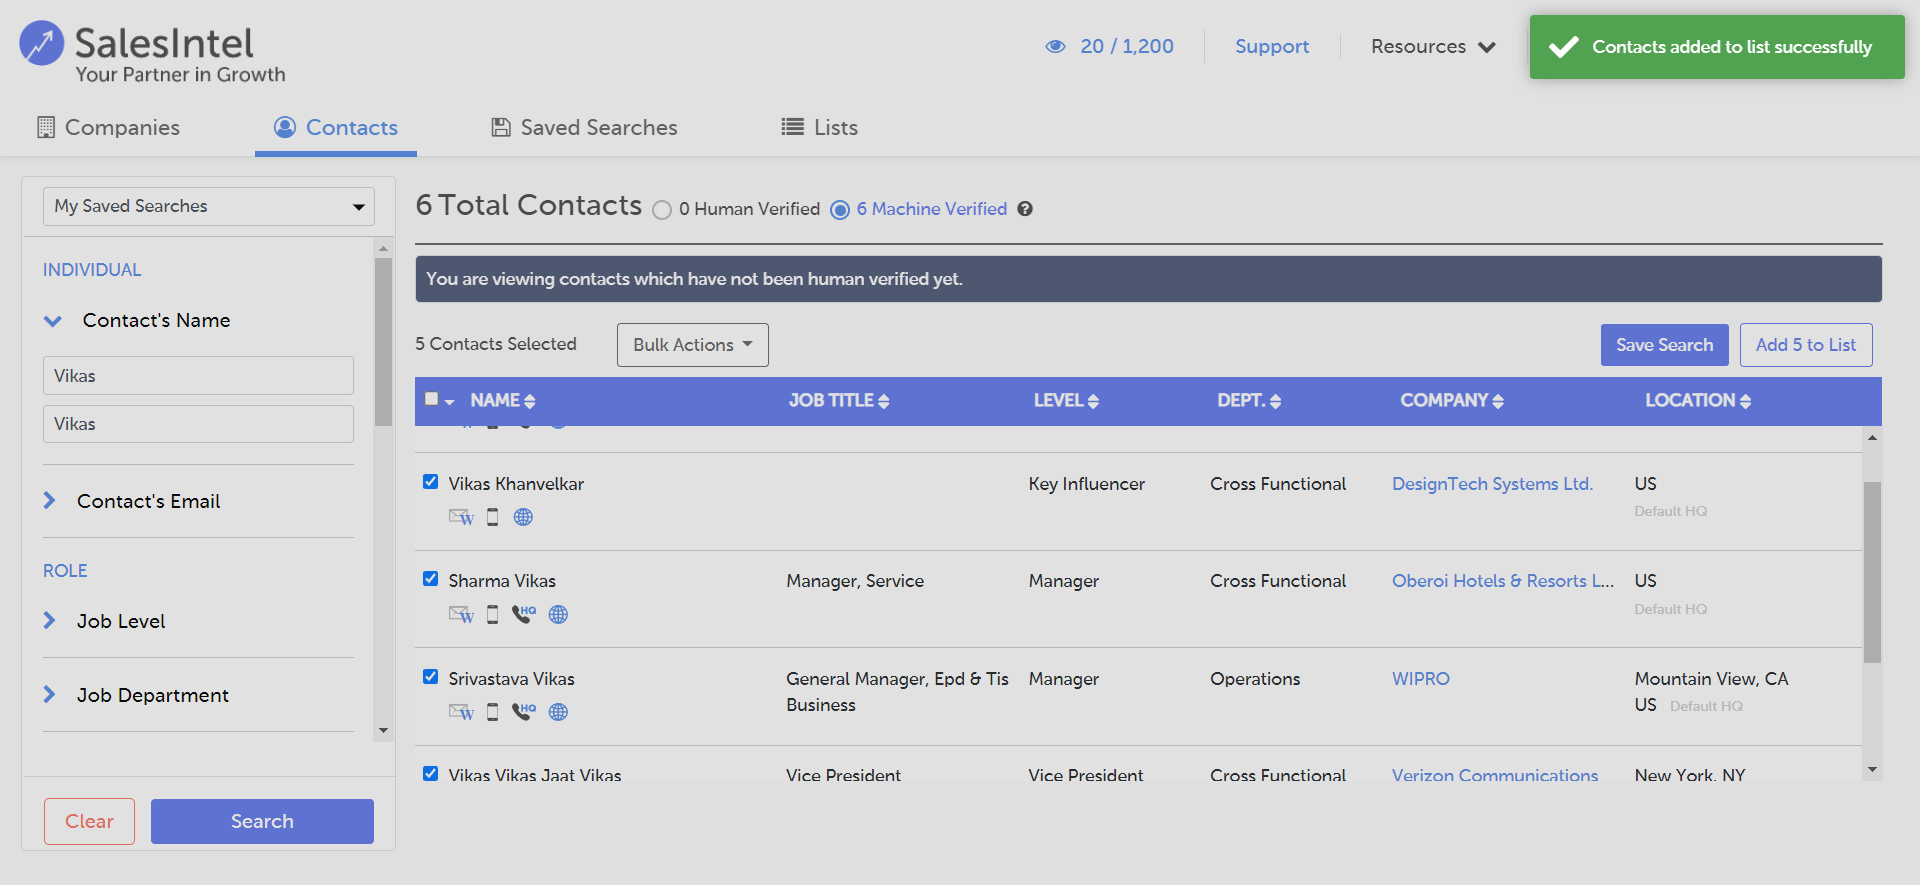 SalesIntel
Your Partner in Growth
20 / 1,200
Support
Resources
Contacts added to list successfully
Companies
Contacts
Saved Searches
Lists
My Saved Searches
INDIVIDUAL
Contact's Name
Vikas
Vikas
Contact's Email
ROLE
Job Level
Job Department
Clear
Search
6 Total Contacts
0 Human Verified
6 Machine Verified
You are viewing contacts which have not been human verified yet.
5 Contacts Selected
Bulk Actions
Save Search
Add 5 to List
NAME JOB TITLE LEVEL DEPT. COMPANY LOCATION
Vikas Khanvelkar Key Influencer Cross Functional DesignTech Systems Ltd. US
Default HQ
Sharma Vikas Manager, Service Manager Cross Functional Oberoi Hotels & Resorts L... US
HQ
Default HQ
Srivastava Vikas General Manager, Epd & Tis Manager Operations WIPRO Mountain View, CA
Business US Default HQ
HQ
Vikas Vikas Jaat Vikas Vice President Vice President Cross Functional Verizon Communications New York, NY